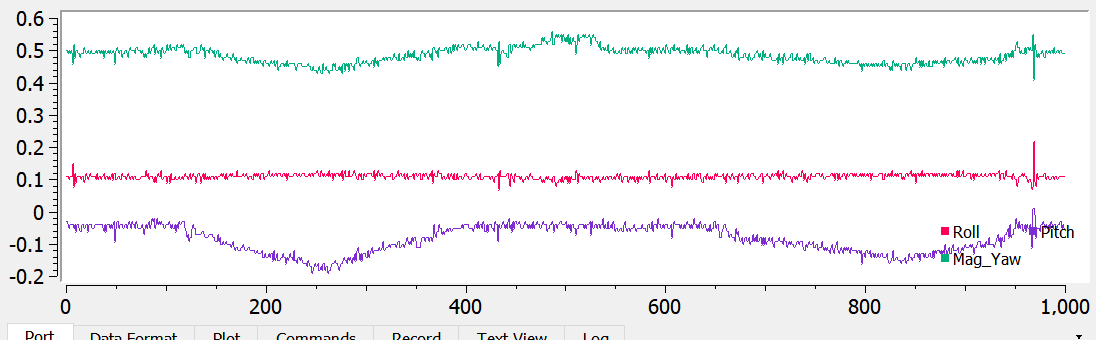 0.6
0.5
0.4
0.3
0.2
0.1
0
-0.1
-0.2
Roll Pitch
Mag_Yaw
0 200 400 600 800 1,000
Port Data Format Plot Commands Record Text View Log